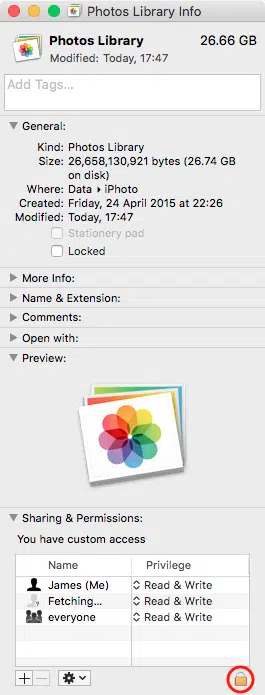 Photos Library Info
Photos Library 26.66 GB
Modified: Today, 17:47
Add Tags...
General:
Kind: Photos Library
Size: 26,658,130,921 bytes (26.74 GB
on disk)
Where: Data ▸ iPhoto
Created: Friday, 24 April 2015 at 22:26
Modified: Today, 17:47
Stationery pad
Locked
More Info:
Name & Extension:
Comments:
Open with:
Preview:
Sharing & Permissions:
You have custom access
Name Privilege
James (Me) Read & Write
Fetching... Read & Write
everyone Read & Write